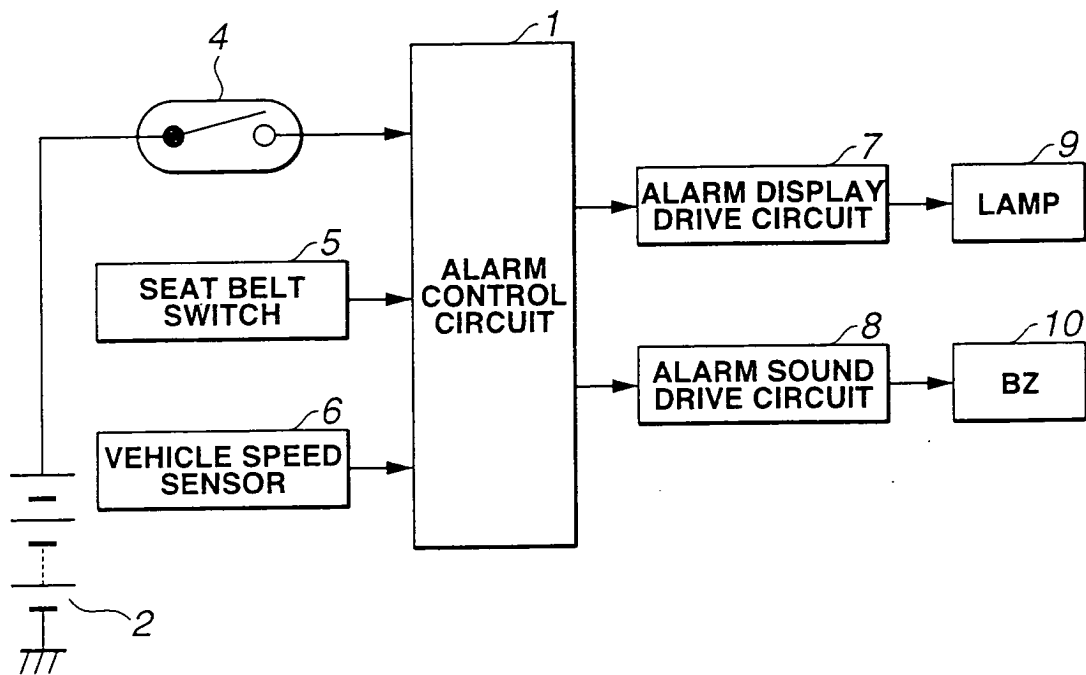 1
4
7
ALARM DISPLAY
DRIVE CIRCUIT
9
LAMP
5
SEAT BELT
SWITCH
ALARM
CONTROL
CIRCUIT
8
ALARM SOUND
DRIVE CIRCUIT
10
BZ
6
VEHICLE SPEED
SENSOR
2